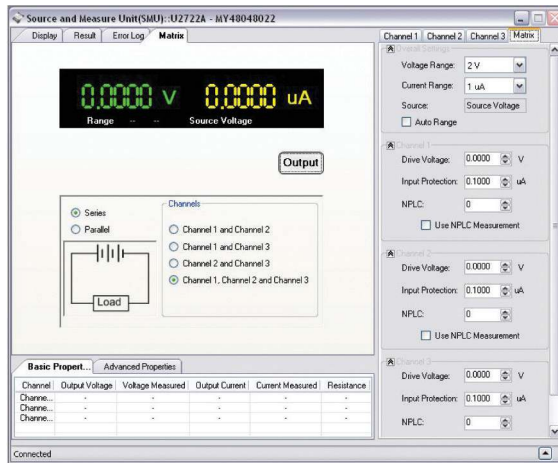 Source and Measure Unit(SMU)::U2722A - MY48048022
Display Result Error Log Matrix
0.0000 V 0.0000 uA
Range -- -- Source Voltage
Output
Series
Parallel
Load
Channels
Channel 1 and Channel 2
Channel 1 and Channel 3
Channel 2 and Channel 3
Channel 1, Channel 2 and Channel 3
Basic Propert... Advanced Properties
Channel Output Voltage Voltage Measured Output Current Current Measured Resistance
Channe... - - - - -
Channe... - - - - -
Channe... - - - - -
Connected
Channel 1 Channel 2 Channel 3 Matrix
Overall Settings
Voltage Range: 2 V
Current Range: 1 uA
Source: Source Voltage
Auto Range
Channel 1
Drive Voltage: 0.0000 V
Input Protection: 0.1000 uA
NPLC: 0
Use NPLC Measurement
Channel 2
Drive Voltage: 0.0000 V
Input Protection: 0.1000 uA
NPLC: 0
Use NPLC Measurement
Channel 3
Drive Voltage: 0.0000 V
Input Protection: 0.1000 uA
NPLC: 0